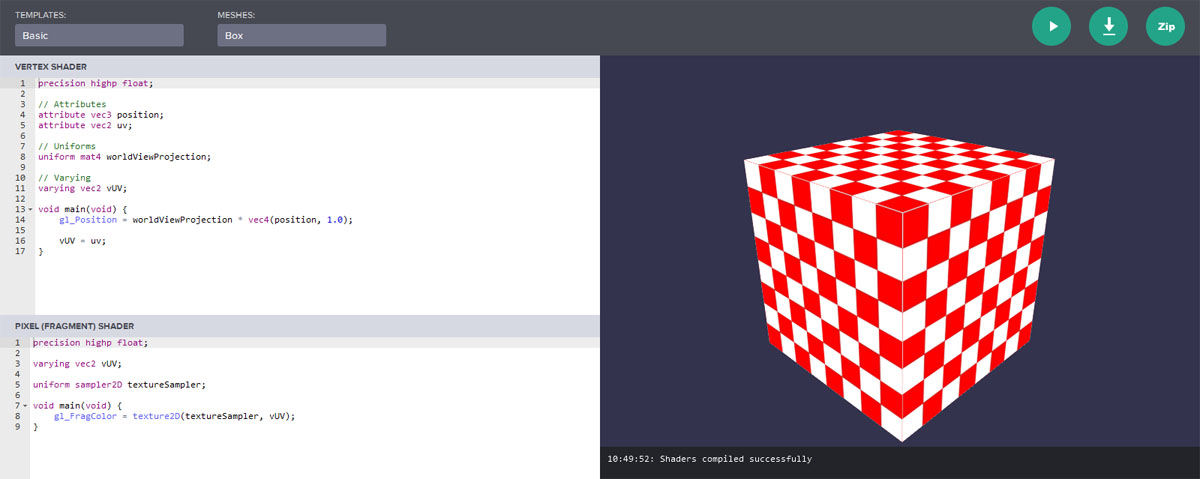 TEMPLATES:
MESHES:
Basic
Box
Zip
VERTEX SHADER
1 precision highp float;
2
3 // Attributes
4 attribute vec3 position;
5 attribute vec2 uv;
6
7 // Uniforms
8 uniform mat4 worldViewProjection;
9
10 // Varying
11 varying vec2 vUV;
12
13 void main(void) {
14     gl_Position = worldViewProjection * vec4(position, 1.0);
15
16     vUV = uv;
17 }
PIXEL (FRAGMENT) SHADER
1 precision highp float;
2
3 varying vec2 vUV;
4
5 uniform sampler2D textureSampler;
6
7 void main(void) {
8     gl_FragColor = texture2D(textureSampler, vUV);
9 }
10:49:52: Shaders compiled successfully